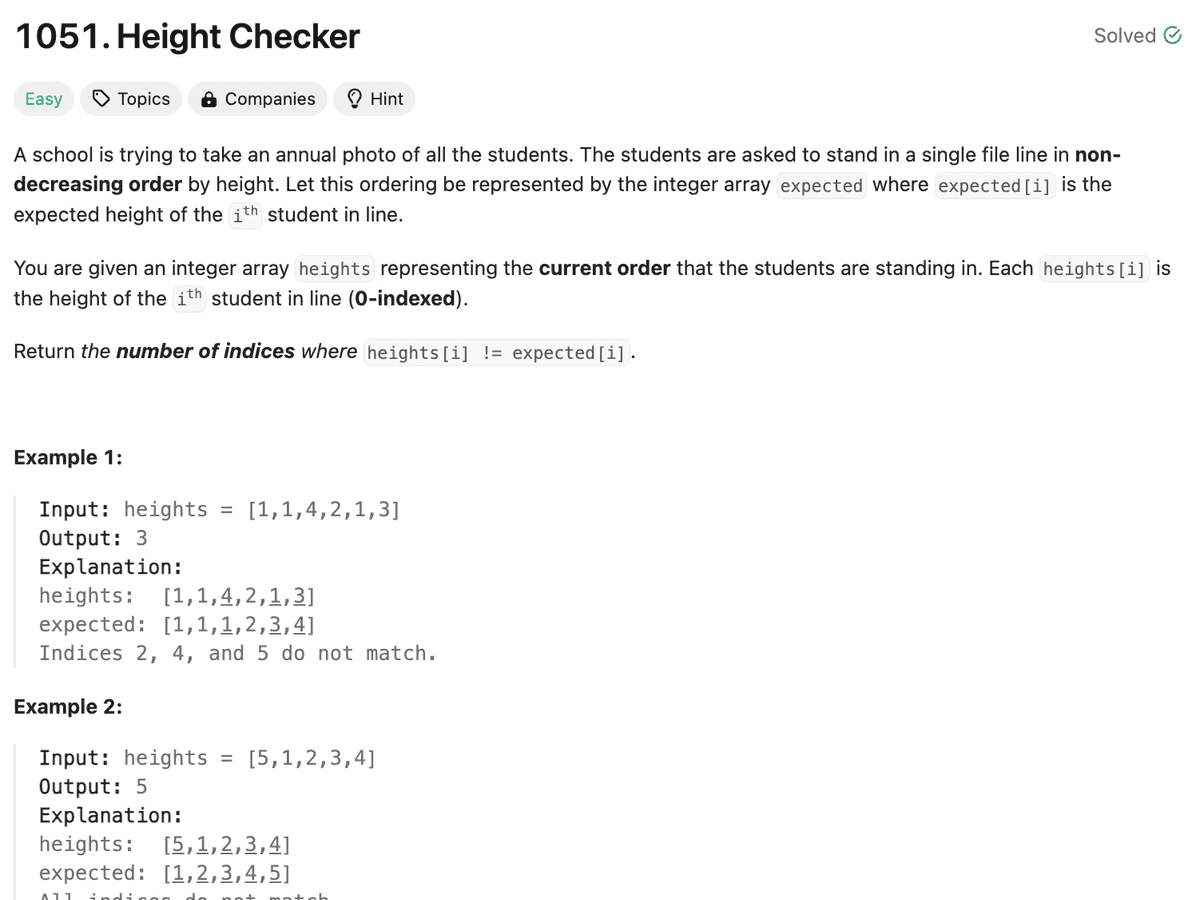 1051. Height Checker
Solved
Easy
Topics
Companies
Hint
A school is trying to take an annual photo of all the students. The students are asked to stand in a single file line in non-
decreasing order by height. Let this ordering be represented by the integer array expected where expected[i] is the
expected height of the ith student in line.
You are given an integer array heights representing the current order that the students are standing in. Each heights[i] is
the height of the ith student in line (0-indexed).
Return the number of indices where heights[i] != expected[i].
Example 1:
Input: heights = [1,1,4,2,1,3]
Output: 3
Explanation:
heights:  [1,1,4,2,1,3]
expected: [1,1,1,2,3,4]
Indices 2, 4, and 5 do not match.
Example 2:
Input: heights = [5,1,2,3,4]
Output: 5
Explanation:
heights:  [5,1,2,3,4]
expected: [1,2,3,4,5]
All indices do not match.